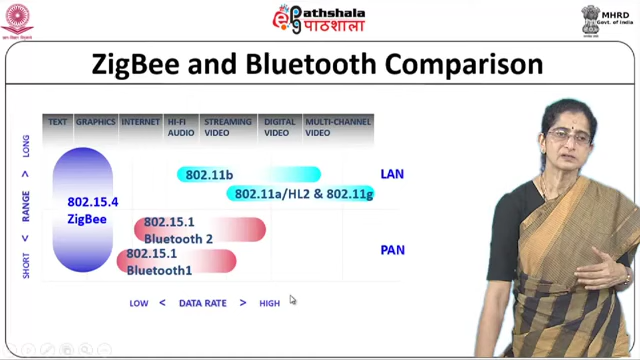 Pathshala
पाठशाला
MHRD
Govt. of India
ZigBee and Bluetooth Comparison
TEXT GRAPHICS INTERNET HI-FI AUDIO STREAMING VIDEO DIGITAL VIDEO MULTI-CHANNEL VIDEO
802.11b
LAN
802.11a/HL2 & 802.11g
802.15.4
ZigBee
802.15.1
Bluetooth 2
PAN
802.15.1
Bluetooth1
SHORT < RANGE > LONG
LOW < DATA RATE > HIGH